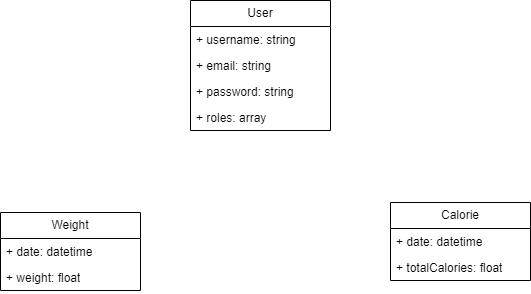 User
+ username: string
+ email: string
+ password: string
+ roles: array
Weight
+ date: datetime
+ weight: float
Calorie
+ date: datetime
+ totalCalories: float